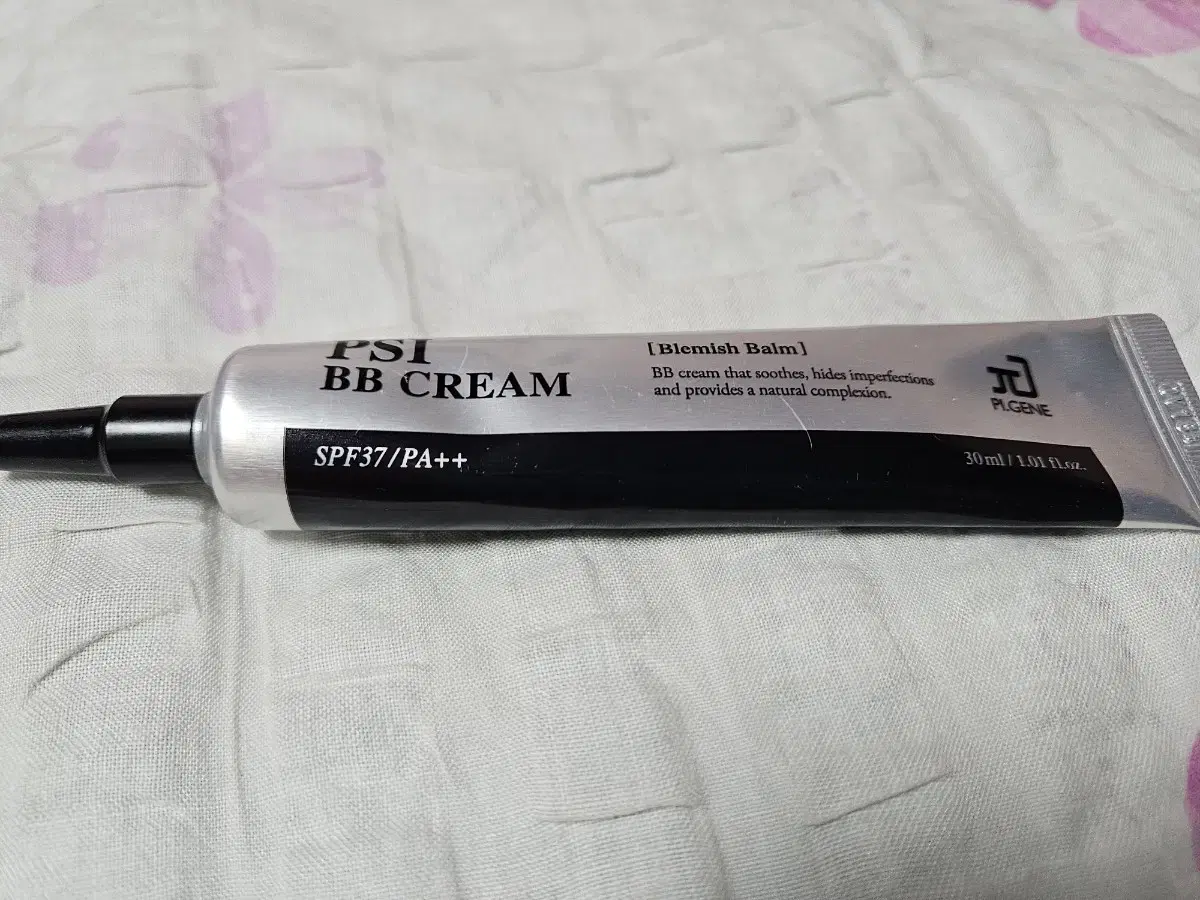 PSI
BB CREAM
[Blemish Balm]
BB cream that soothes, hides imperfections
and provides a natural complexion.
PI.GENE
SPF37/PA++
30ml / 1.01 fl.oz.